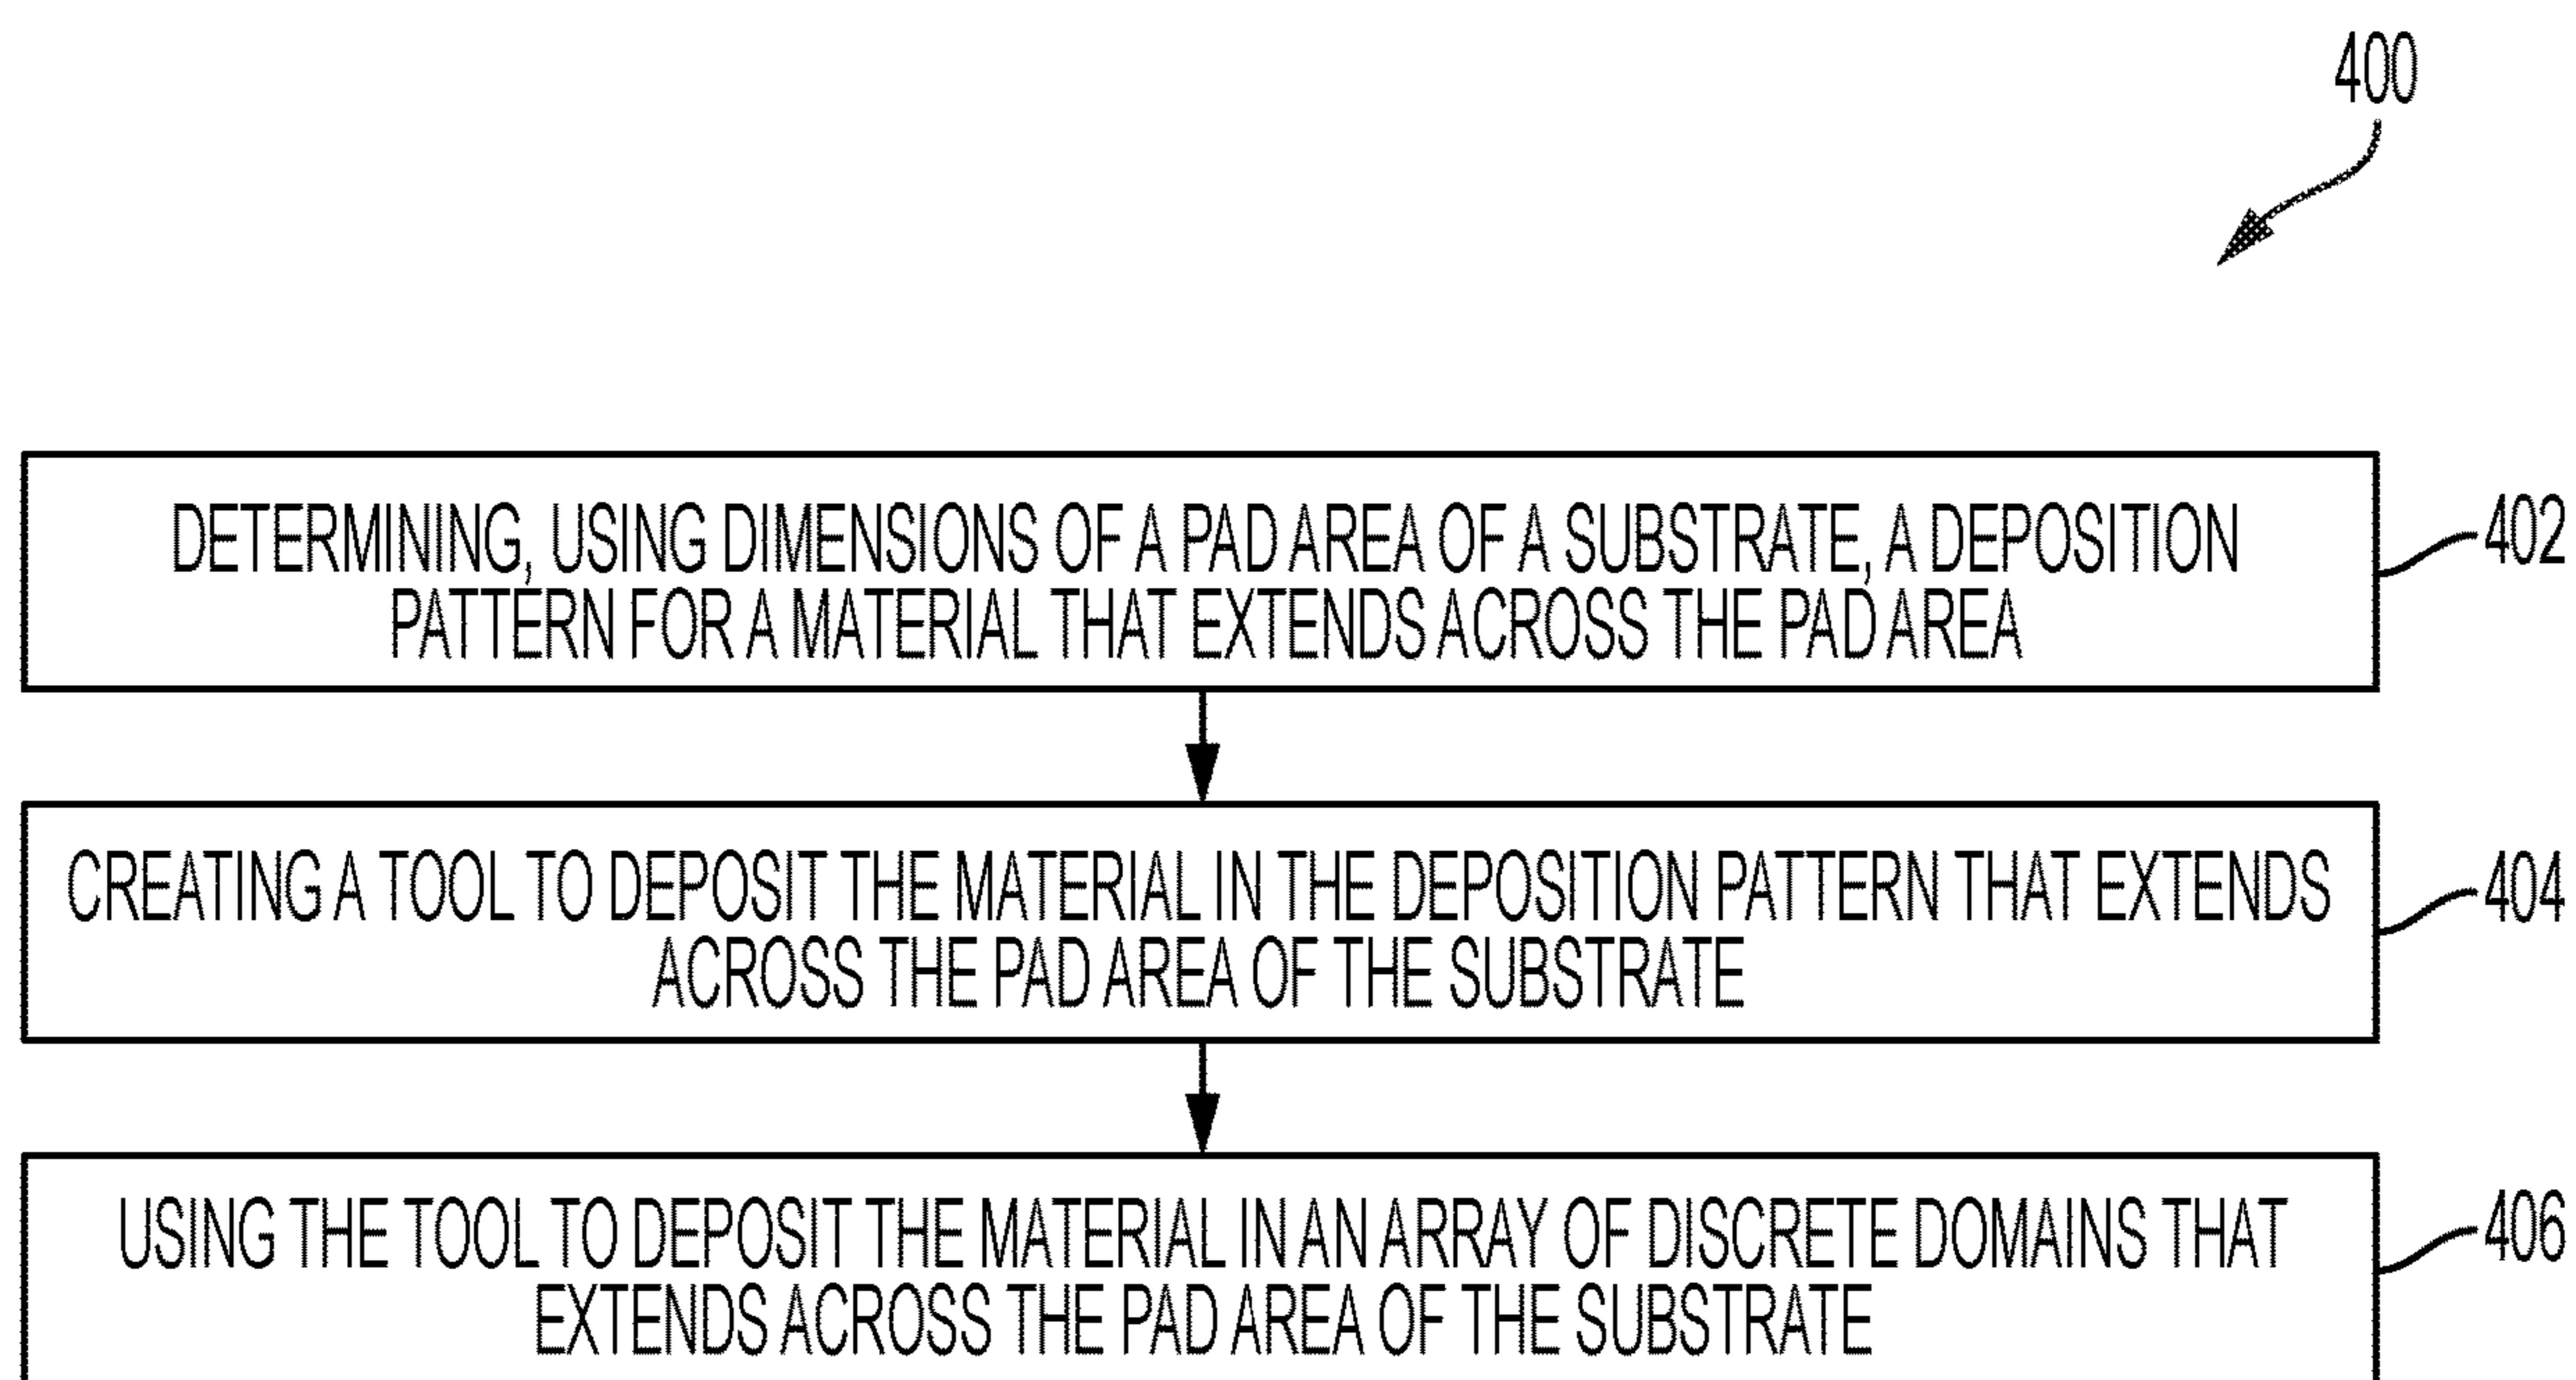 400
DETERMINING, USING DIMENSIONS OF A PAD AREA OF A SUBSTRATE, A DEPOSITION
PATTERN FOR A MATERIAL THAT EXTENDS ACROSS THE PAD AREA
402
CREATING A TOOL TO DEPOSIT THE MATERIAL IN THE DEPOSITION PATTERN THAT EXTENDS
ACROSS THE PAD AREA OF THE SUBSTRATE
404
USING THE TOOL TO DEPOSIT THE MATERIAL IN AN ARRAY OF DISCRETE DOMAINS THAT
EXTENDS ACROSS THE PAD AREA OF THE SUBSTRATE
406